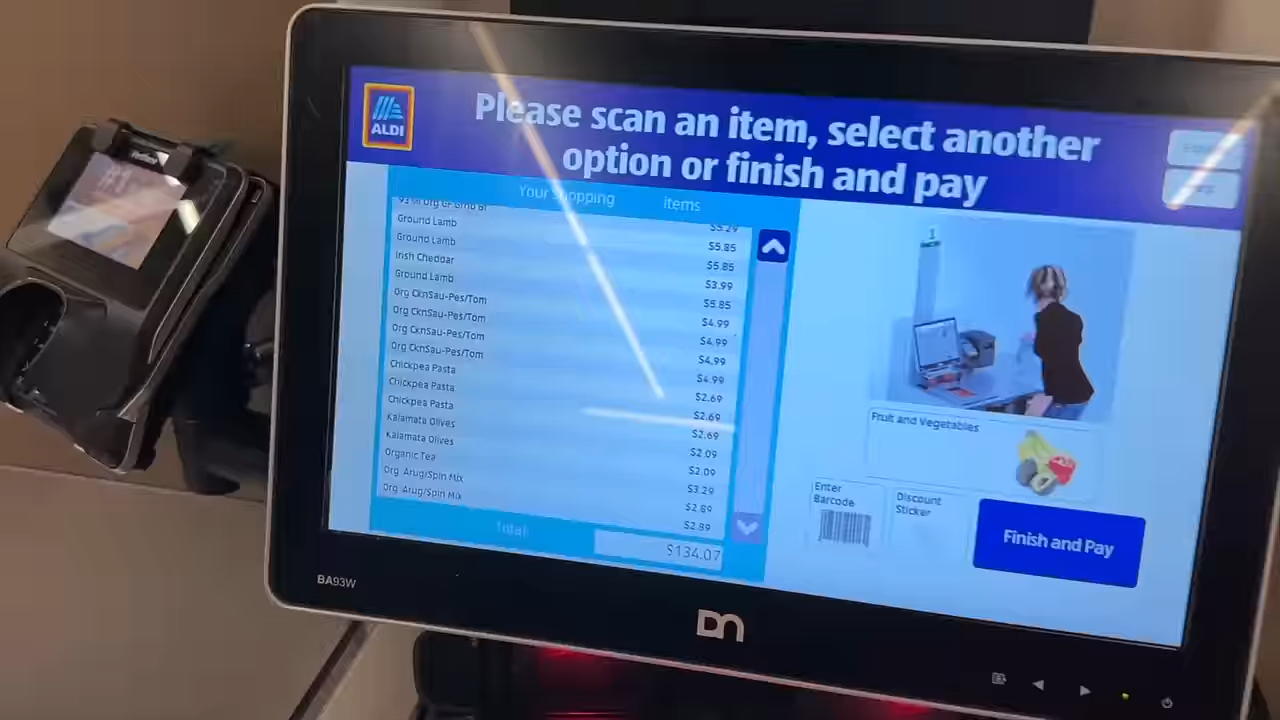 ALDI
Please scan an item, select another
option or finish and pay
Your shopping items
$5.29
Ground Lamb $5.85
Ground Lamb $5.85
Irish Cheddar $3.99
Ground Lamb $5.85
Org CknSau-Pes/Tom $4.99
Org CknSau-Pes/Tom $4.99
Org CknSau-Pes/Tom $4.99
Org CknSau-Pes/Tom $4.99
Chickpea Pasta $2.69
Chickpea Pasta $2.69
Chickpea Pasta $2.69
Kalamata Olives $2.09
Kalamata Olives $2.09
Organic Tea $3.29
Org. Arug/Spin Mix $2.89
Org. Arug/Spin Mix $2.89
Total: $134.07
1
Fruit and Vegetables
Enter
Barcode
Discount
Sticker
Finish and Pay
BA93W
DN
#1